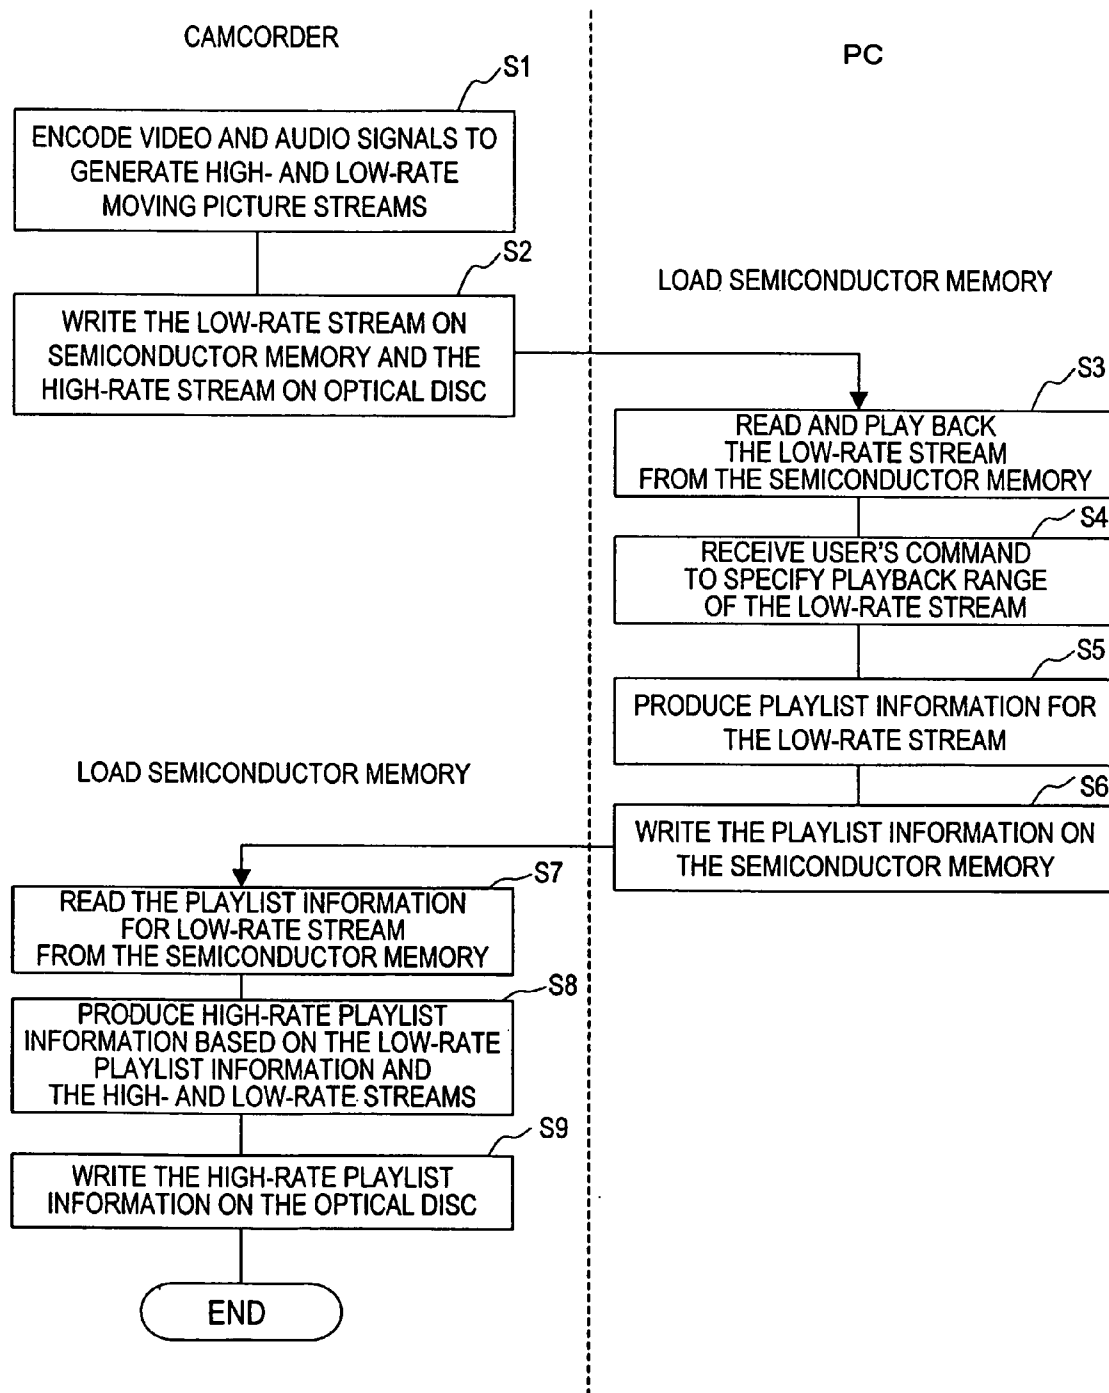 CAMCORDER
PC
S1
ENCODE VIDEO AND AUDIO SIGNALS TO
GENERATE HIGH- AND LOW-RATE
MOVING PICTURE STREAMS
S2
WRITE THE LOW-RATE STREAM ON
SEMICONDUCTOR MEMORY AND THE
HIGH-RATE STREAM ON OPTICAL DISC
LOAD SEMICONDUCTOR MEMORY
S3
READ AND PLAY BACK
THE LOW-RATE STREAM
FROM THE SEMICONDUCTOR MEMORY
S4
RECEIVE USER'S COMMAND
TO SPECIFY PLAYBACK RANGE
OF THE LOW-RATE STREAM
S5
PRODUCE PLAYLIST INFORMATION FOR
THE LOW-RATE STREAM
S6
WRITE THE PLAYLIST INFORMATION ON
THE SEMICONDUCTOR MEMORY
LOAD SEMICONDUCTOR MEMORY
S7
READ THE PLAYLIST INFORMATION
FOR LOW-RATE STREAM
FROM THE SEMICONDUCTOR MEMORY
S8
PRODUCE HIGH-RATE PLAYLIST
INFORMATION BASED ON THE LOW-RATE
PLAYLIST INFORMATION AND
THE HIGH- AND LOW-RATE STREAMS
S9
WRITE THE HIGH-RATE PLAYLIST
INFORMATION ON THE OPTICAL DISC
END